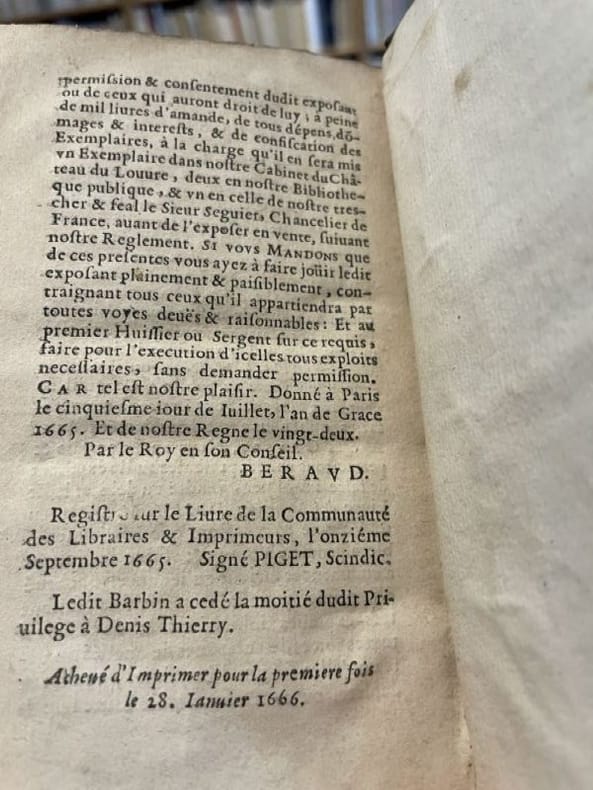 permiſſion & conſentement dudit expoſant
ou de ceux qui auront droit de luy, à peine
de mil liures d'amande, de tous dépens, dõ-
mages & intereſts, & de confiſcation des
Exemplaires, à la charge qu'il en ſera mis
vn Exemplaire dans noſtre Cabinet du Châ-
teau du Louure, deux en noſtre Bibliothe-
que publique, & vn en celle de noſtre tres-
cher & feal le Sieur Seguier, Chancelier de
France, auant de l'expoſer en vente, ſuiuant
noſtre Reglement. SI VOVS MANDONS que
de ces preſentes vous ayez à faire joüir ledit
expoſant plainement & paiſiblement, con-
traignant tous ceux qu'il appartiendra par
toutes voyes deuës & raiſonnables: Et au
premier Huiſſier ou Sergent ſur ce requis,
faire pour l'execution d'icelles tous exploits
neceſſaires, ſans demander permiſſion.
CAR tel eſt noſtre plaiſir. Donné à Paris
le cinquieſme iour de Iuillet, l'an de Grace
1665. Et de noſtre Regne le vingt-deux.
Par le Roy en ſon Conſeil.
BERAVD.
Regiſtré ſur le Liure de la Communauté
des Libraires & Imprimeurs, l'onziéme
Septembre 1665. Signé PIGET, Scindic.
Ledit Barbin a cedé la moitié dudit Pri-
uilege à Denis Thierry.
Acheué d'Imprimer pour la premiere fois
le 28. Ianuier 1666.